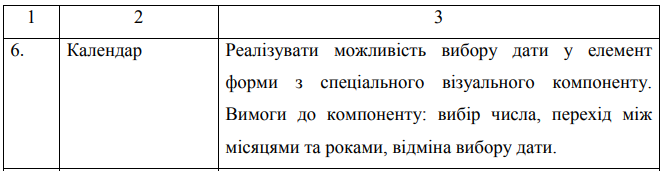 1 2 3
6. Календар Реалізувати можливість вибору дати у елемент
форми з спеціального візуального компоненту.
Вимоги до компоненту: вибір числа, перехід між
місяцями та роками, відміна вибору дати.